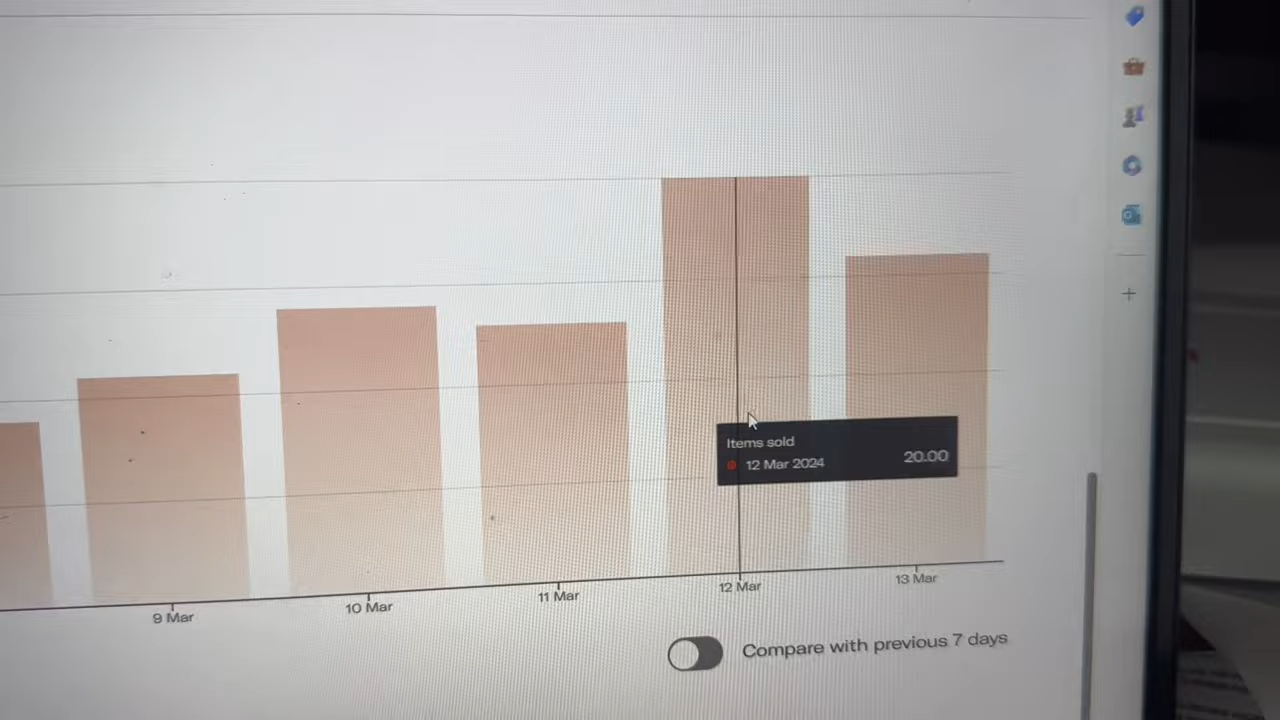 Items sold
12 Mar 2024 20.00
9 Mar
10 Mar
11 Mar
12 Mar
13 Mar
Compare with previous 7 days